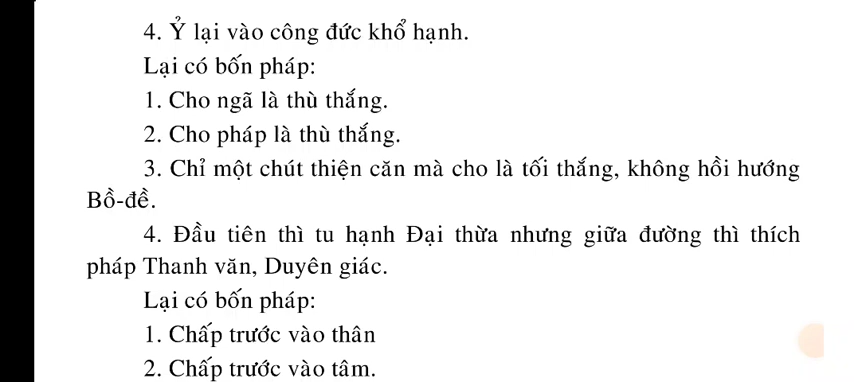 4. Ỷ lại vào công đức khổ hạnh.
Lại có bốn pháp:
1. Cho ngã là thù thắng.
2. Cho pháp là thù thắng.
3. Chỉ một chút thiện căn mà cho là tối thắng, không hồi hướng
Bồ-đề.
4. Đầu tiên thì tu hạnh Đại thừa nhưng giữa đường thì thích
pháp Thanh văn, Duyên giác.
Lại có bốn pháp:
1. Chấp trước vào thân
2. Chấp trước vào tâm.